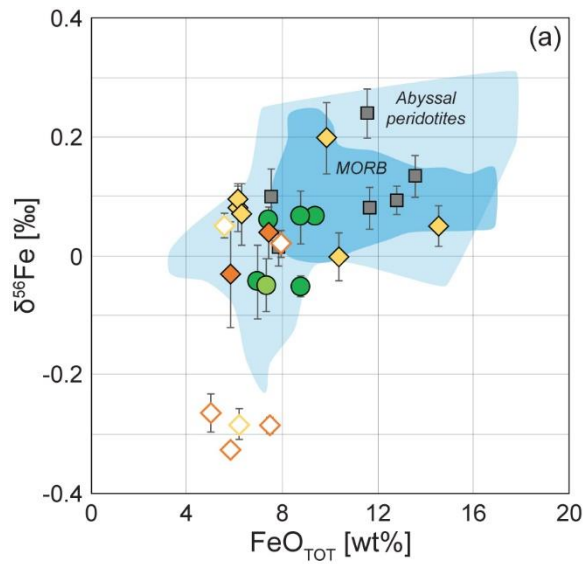 (a)
0.4
0.2
0
-0.2
-0.4
δ⁵⁶Fe [‰]
Abyssal
peridotites
MORB
0 4 8 12 16 20
FeO_TOT [wt%]